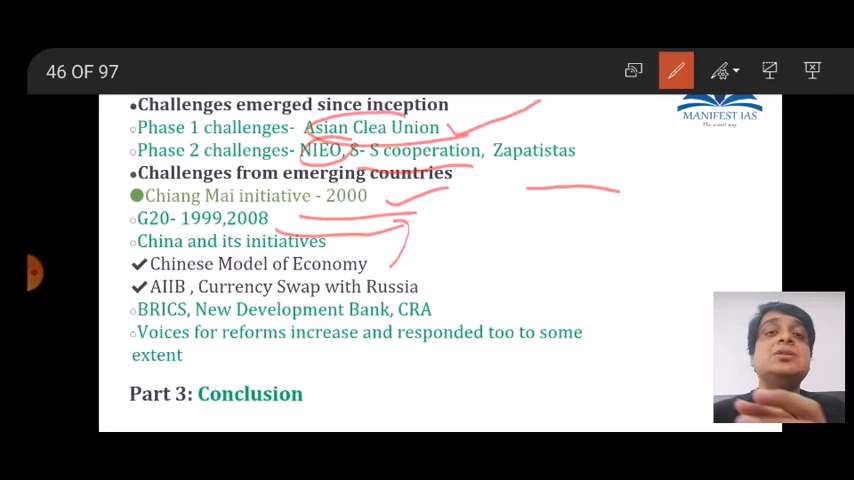 46 OF 97
●Challenges emerged since inception
MANIFEST IAS
○Phase 1 challenges- Asian Clea Union
○Phase 2 challenges- NIEO, S- S cooperation, Zapatistas
●Challenges from emerging countries
●Chiang Mai initiative - 2000
○G20- 1999,2008
○China and its initiatives
✔Chinese Model of Economy
✔AIIB , Currency Swap with Russia
○BRICS, New Development Bank, CRA
○Voices for reforms increase and responded too to some
extent
Part 3: Conclusion